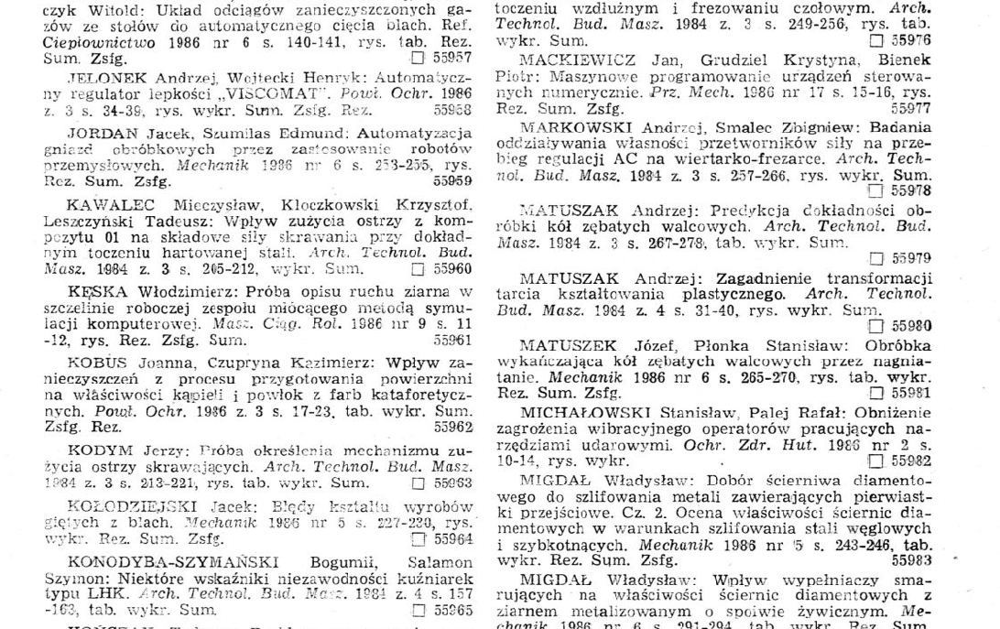 czyk Witold: Układ odciągów zanieczyszczonych ga-
zów ze stołów do automatycznego cięcia blach. Ref.
Ciepłownictwo 1986 nr 6 s. 140-141, rys. tab. Rez.
Sum. Zsfg. □ 55957
JELONEK Andrzej, Wojtecki Henryk: Automatycz-
ny regulator lepkości „VISCOMAT". Powł. Ochr. 1986
z. 3 s. 34-39, rys. wykr. Sum. Zsfg. Rez. 55958
JORDAN Jacek, Szumilas Edmund: Automatyzacja
gniazd obróbkowych przez zastosowanie robotów
przemysłowych. Mechanik 1986 nr 6 s. 253-255, rys.
Rez. Sum. Zsfg. 55959
KAWALEC Mieczysław, Kloczkowski Krzysztof,
Leszczyński Tadeusz: Wpływ zużycia ostrzy z kom-
pozytu 01 na składowe siły skrawania przy dokład-
nym toczeniu hartowanej stali. Arch. Technol. Bud.
Masz. 1984 z. 3 s. 205-212, wykr. Sum. □ 55960
KĘSKA Włodzimierz: Próba opisu ruchu ziarna w
szczelinie roboczej zespołu młócącego metodą symu-
lacji komputerowej. Masz. Ciąg. Rol. 1986 nr 9 s. 11
-12, rys. Rez. Zsfg. Sum. 55961
KOBUS Joanna, Czupryna Kazimierz: Wpływ za-
nieczyszczeń z procesu przygotowania powierzchni
na właściwości kąpieli i powłok z farb kataforetycz-
nych. Powł. Ochr. 1986 z. 3 s. 17-23, tab. wykr. Sum.
Zsfg. Rez. 55962
KODYM Jerzy: Próba określenia mechanizmu zu-
życia ostrzy skrawających. Arch. Technol. Bud. Masz.
1984 z. 3 s. 213-221, rys. tab. wykr. Sum. □ 55963
KOŁODZIEJSKI Jacek: Błędy kształtu wyrobów
giętych z blach. Mechanik 1986 nr 5 s. 227-230, rys.
wykr. Rez. Sum. Zsfg. □ 55964
KONODYBA-SZYMAŃSKI Bogumił, Salamon
Szymon: Niektóre wskaźniki niezawodności kuźniarek
typu LHK. Arch. Technol. Bud. Masz. 1984 z. 4 s. 157
-163, tab. wykr. Sum. □ 55965
toczeniu wzdłużnym i frezowaniu czołowym. Arch.
Technol. Bud. Masz. 1984 z. 3 s. 249-256, rys. tab.
wykr. Sum. □ 55976
MACKIEWICZ Jan, Grudziel Krystyna, Bienek
Piotr: Maszynowe programowanie urządzeń sterowa-
nych numerycznie. Prz. Mech. 1986 nr 17 s. 15-16, rys.
Rez. Sum. Zsfg. 55977
MARKOWSKI Andrzej, Smalec Zbigniew: Badania
oddziaływania własności przetworników siły na prze-
bieg regulacji AC na wiertarko-frezarce. Arch. Tech-
nol. Bud. Masz. 1984 z. 3 s. 257-266, rys. wykr. Sum.
□ 55978
MATUSZAK Andrzej: Predykcja dokładności ob-
róbki kół zębatych walcowych. Arch. Technol. Bud.
Masz. 1984 z. 3 s. 267-278, tab. wykr. Sum.
□ 55979
MATUSZAK Andrzej: Zagadnienie transformacji
tarcia kształtowania plastycznego. Arch. Technol.
Bud. Masz. 1984 z. 4 s. 31-40, rys. wykr. Sum.
□ 55980
MATUSZEK Józef, Płonka Stanisław: Obróbka
wykańczająca kół zębatych walcowych przez nagnia-
tanie. Mechanik 1986 nr 6 s. 265-270, rys. tab. wykr.
Rez. Sum. Zsfg. □ 55981
MICHAŁOWSKI Stanisław, Palej Rafał: Obniżenie
zagrożenia wibracyjnego operatorów pracujących na-
rzędziami udarowymi. Ochr. Zdr. Hut. 1986 nr 2 s.
10-14, rys. wykr. □ 55982
MIGDAŁ Władysław: Dobór ścierniwa diamento-
wego do szlifowania metali zawierających pierwiast-
ki przejściowe. Cz. 2. Ocena właściwości ściernic dia-
mentowych w warunkach szlifowania stali węglowych
i szybkotnących. Mechanik 1986 nr 5 s. 243-246, tab.
wykr. Rez. Sum. Zsfg. 55983
MIGDAŁ Władysław: Wpływ wypełniaczy sma-
rujących na właściwości ściernic diamentowych z
ziarnem metalizowanym o spoiwie żywicznym. Me-
chanik 1986 nr 6 s. 291-294, tab. wykr. Rez. Sum.